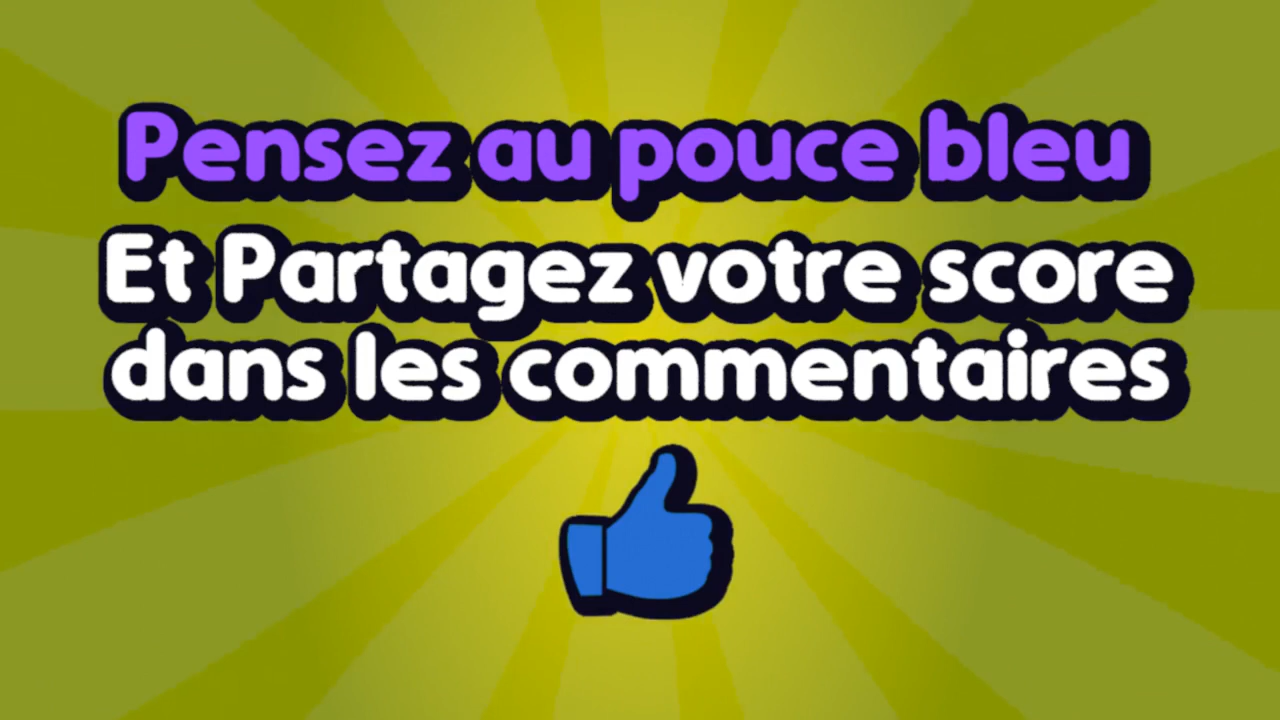 Pensez au pouce bleu
Et Partagez votre score
dans les commentaires